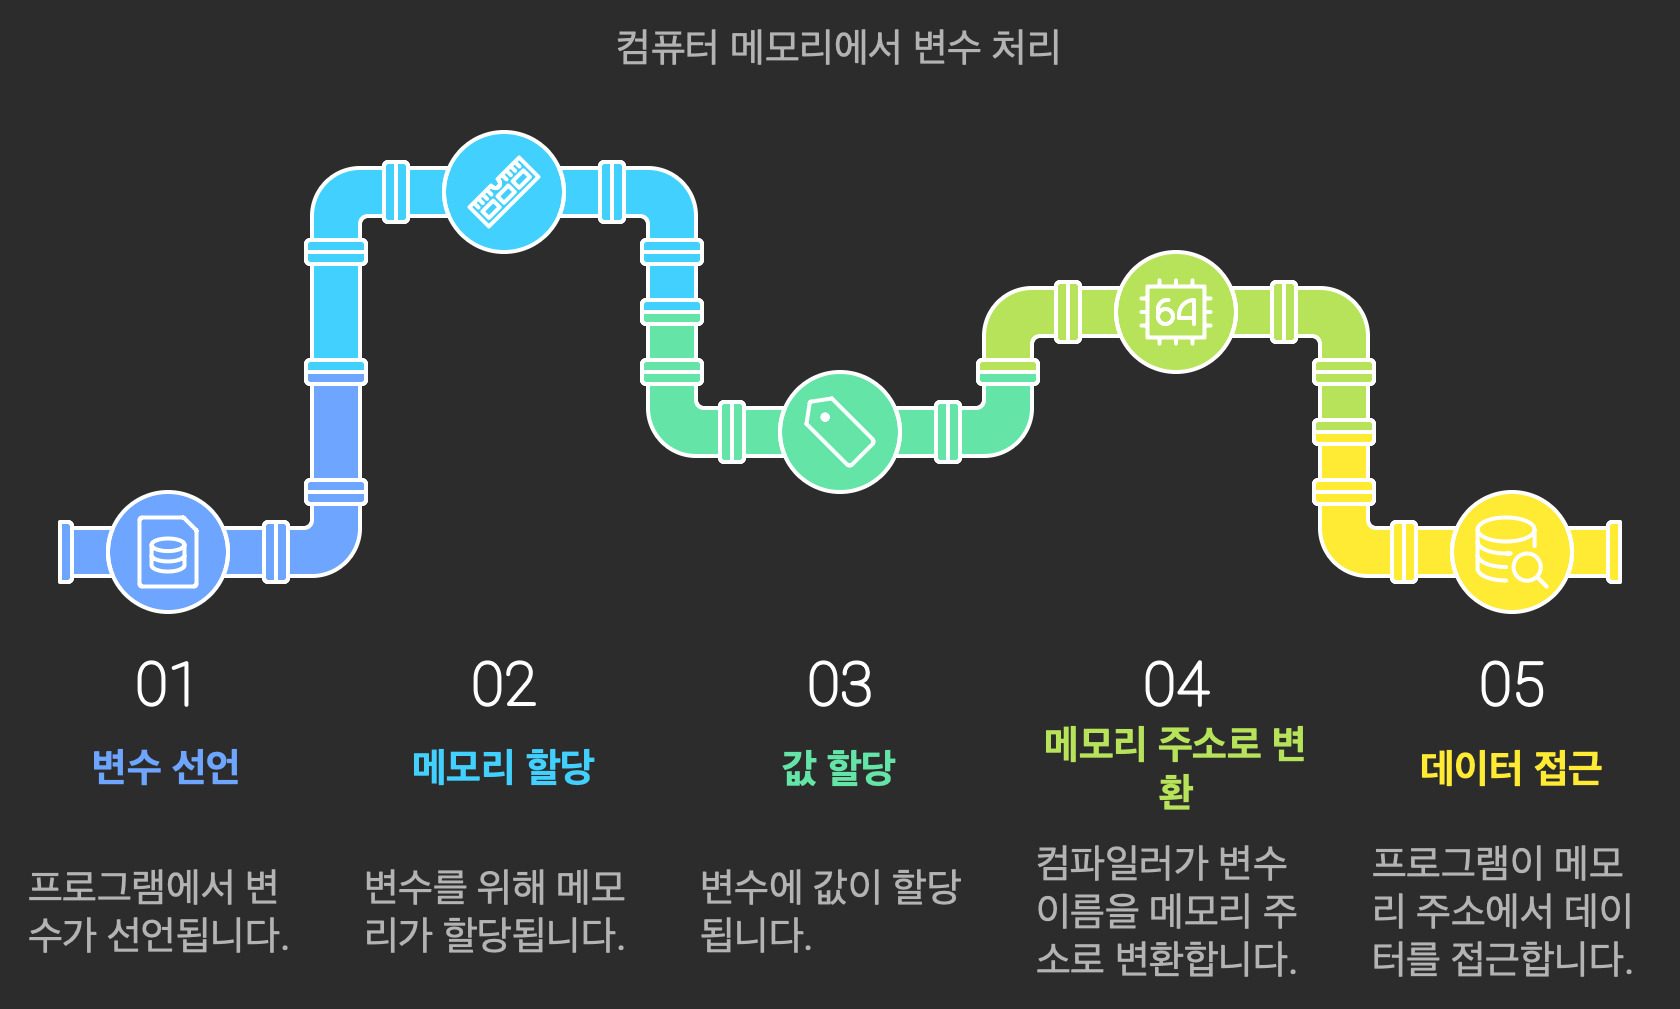 컴퓨터 메모리에서 변수 처리
64
01
변수 선언
프로그램에서 변
수가 선언됩니다.
02
메모리 할당
변수를 위해 메모
리가 할당됩니다.
03
값 할당
변수에 값이 할당
됩니다.
04
메모리 주소로 변
환
컴파일러가 변수
이름을 메모리 주
소로 변환합니다.
05
데이터 접근
프로그램이 메모
리 주소에서 데이
터를 접근합니다.